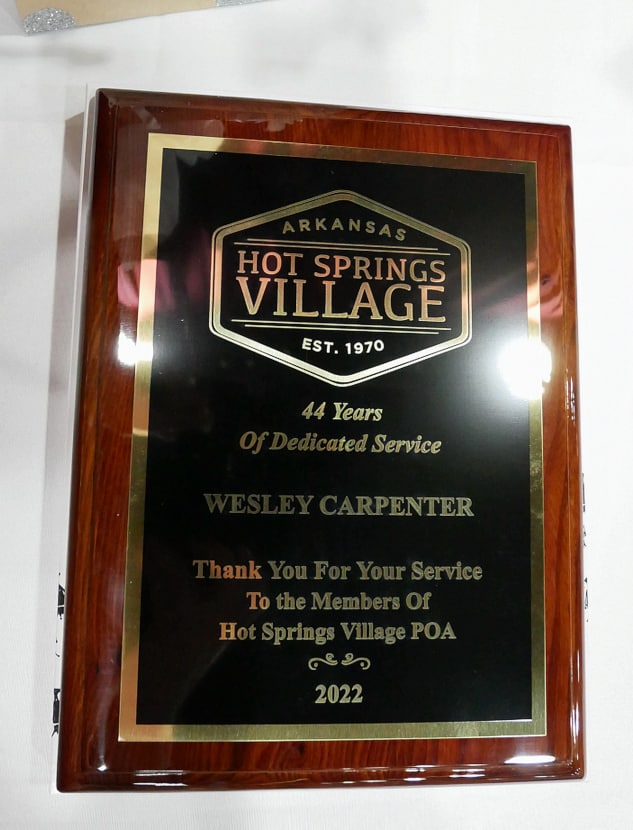 ARKANSAS
HOT SPRINGS
VILLAGE
EST. 1970
44 Years
Of Dedicated Service
WESLEY CARPENTER
Thank You For Your Service
To the Members Of
Hot Springs Village POA
2022